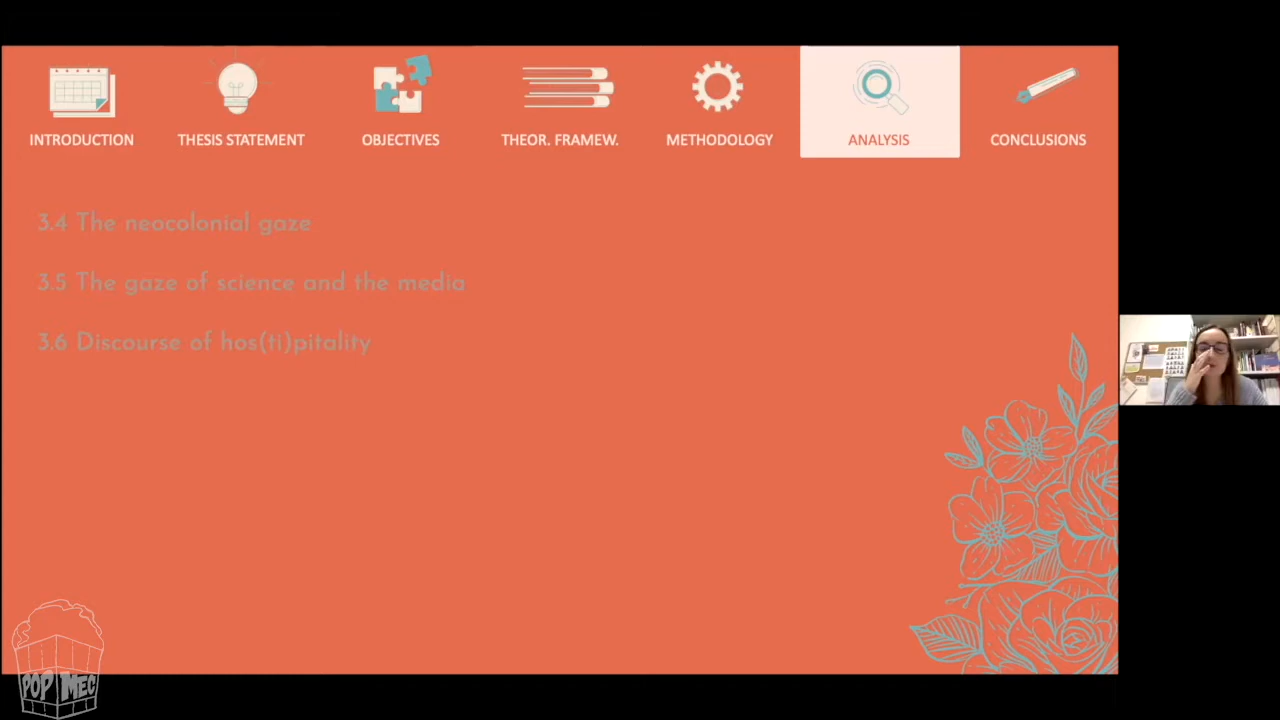 INTRODUCTION
THESIS STATEMENT
OBJECTIVES
THEOR. FRAMEW.
METHODOLOGY
ANALYSIS
CONCLUSIONS
3.4 The neocolonial gaze
3.5 The gaze of science and the media
3.6 Discourse of hos(ti)pitality
POP MEC